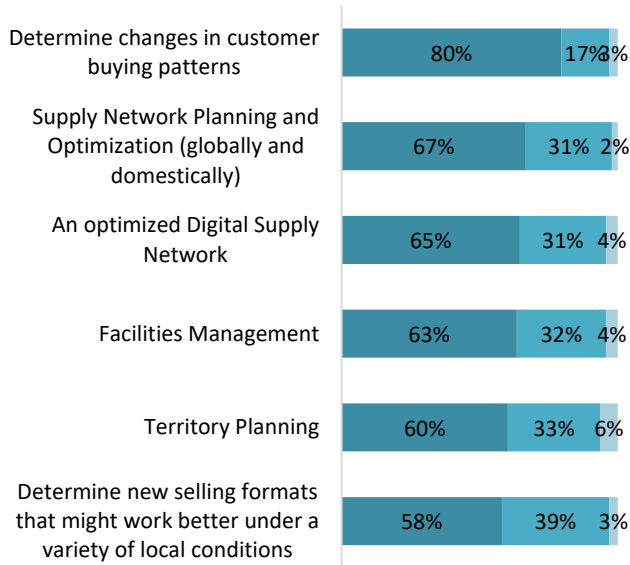 Determine changes in customer
buying patterns
80% 17% 3%
Supply Network Planning and
Optimization (globally and
domestically)
67% 31% 2%
An optimized Digital Supply
Network
65% 31% 4%
Facilities Management
63% 32% 4%
Territory Planning
60% 33% 6%
Determine new selling formats
that might work better under a
variety of local conditions
58% 39% 3%